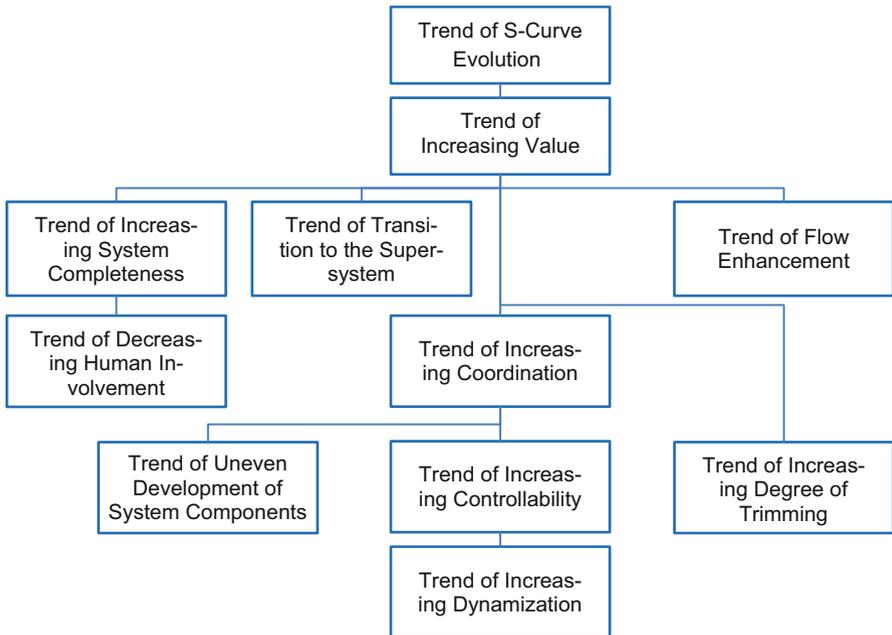 Trend of S-Curve
Evolution
Trend of
Increasing Value
Trend of Increas-
ing System
Completeness
Trend of Transi-
tion to the Super-
system
Trend of Flow
Enhancement
Trend of Decreas-
ing Human In-
volvement
Trend of Increas-
ing Coordination
Trend of Uneven
Development of
System Components
Trend of Increas-
ing Controllability
Trend of Increas-
ing Degree of
Trimming
Trend of Increas-
ing Dynamization